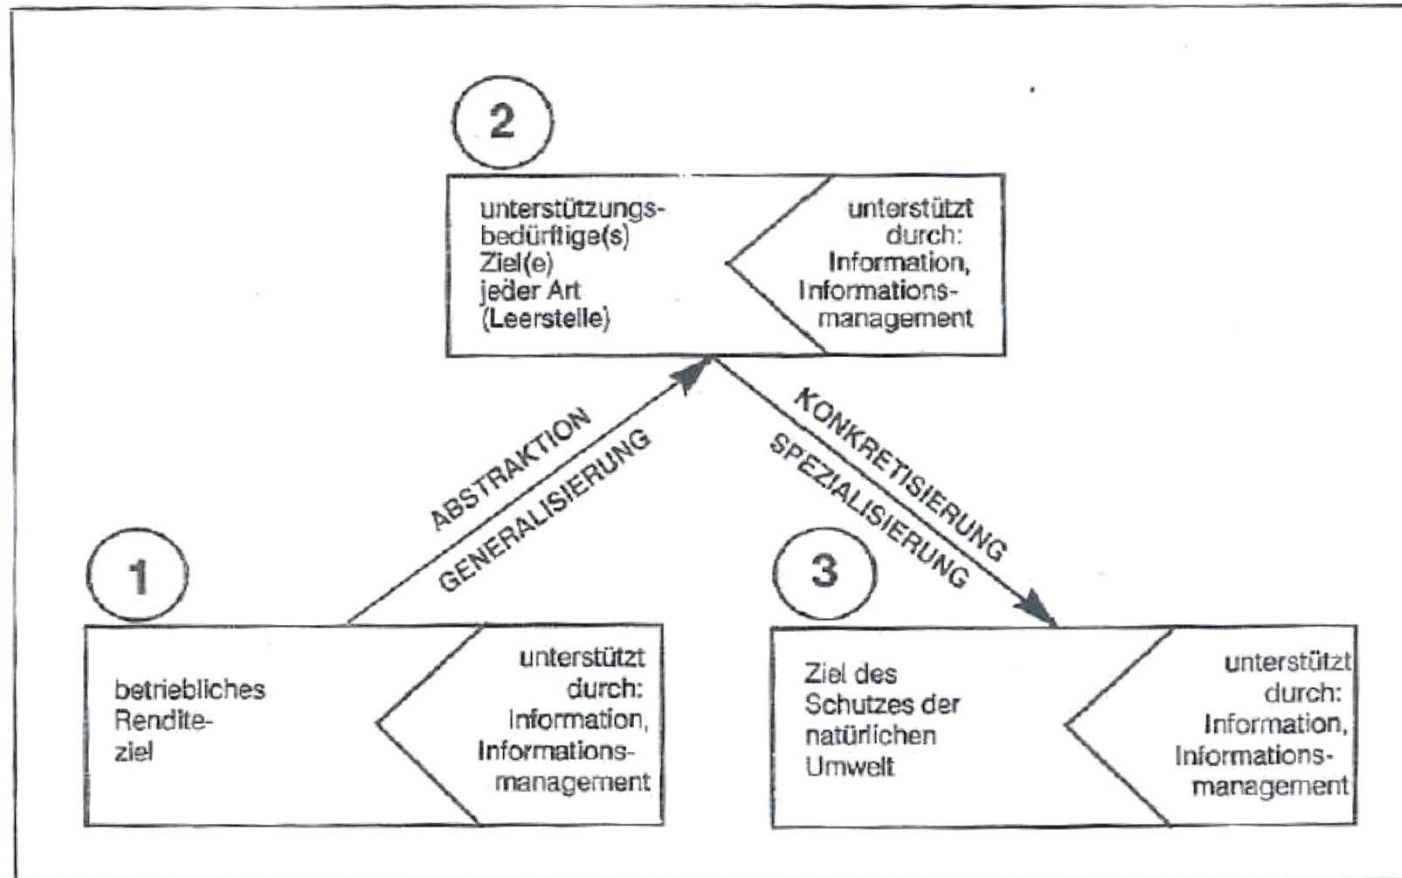 2
unterstützungs-
bedürftige(s)
Ziel(e)
jeder Art
(Leerstelle)
unterstützt
durch:
Information,
Informations-
management
ABSTRAKTION
GENERALISIERUNG
KONKRETISIERUNG
SPEZIALISIERUNG
1
betriebliches
Rendite-
ziel
unterstützt
durch:
Information,
Informations-
management
3
Ziel des
Schutzes der
natürlichen
Umwelt
unterstützt
durch:
Information,
Informations-
management